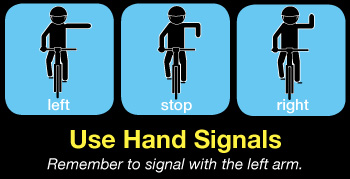 left stop right
Use Hand Signals
Remember to signal with the left arm.